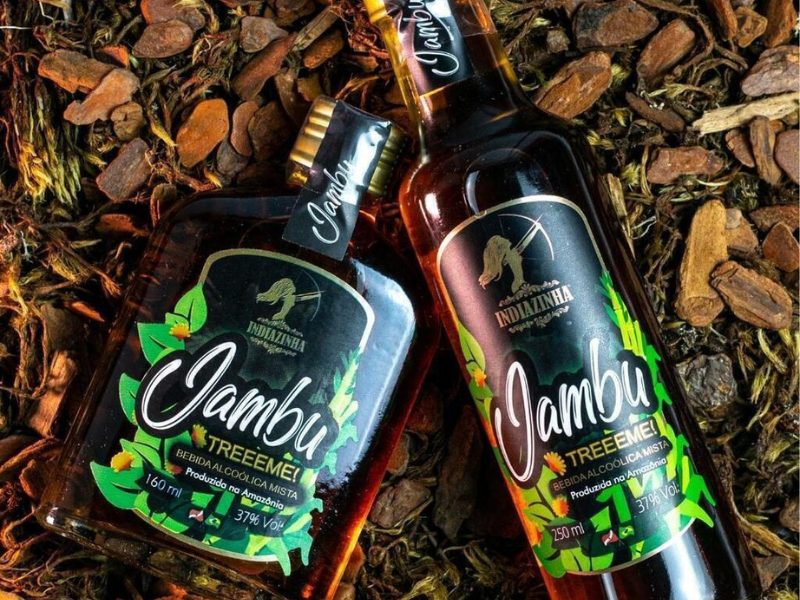 Jambu
INDIAZINHA
Jambu
TREEEME!
BEBIDA ALCOÓLICA MISTA
Produzida na Amazônia
160 ml
37% Vol.
Jambu
INDIAZINHA
Jambu
TREEEME!
BEBIDA ALCOÓLICA MISTA
Produzida na Amazônia
250 ml
37% Vol.